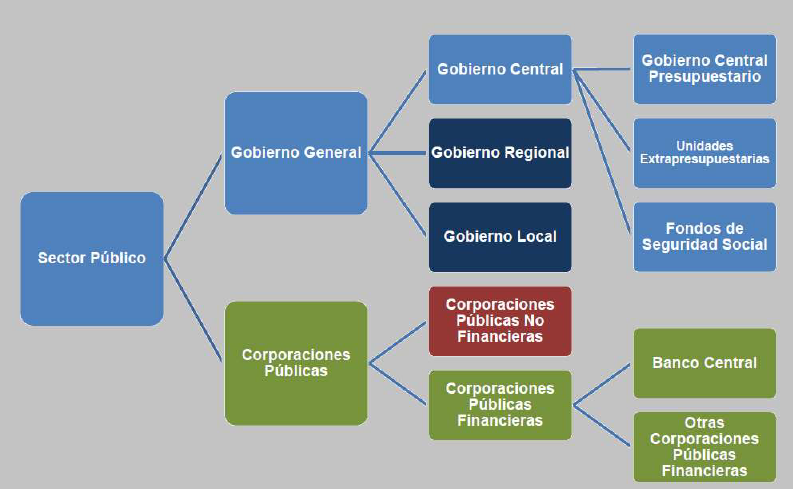 Sector Público
Gobierno General
Corporaciones
Públicas
Gobierno Central
Gobierno Regional
Gobierno Local
Corporaciones
Públicas No
Financieras
Corporaciones
Públicas
Financieras
Gobierno Central
Presupuestario
Unidades
Extrapresupuestarias
Fondos de
Seguridad Social
Banco Central
Otras
Corporaciones
Públicas
Financieras